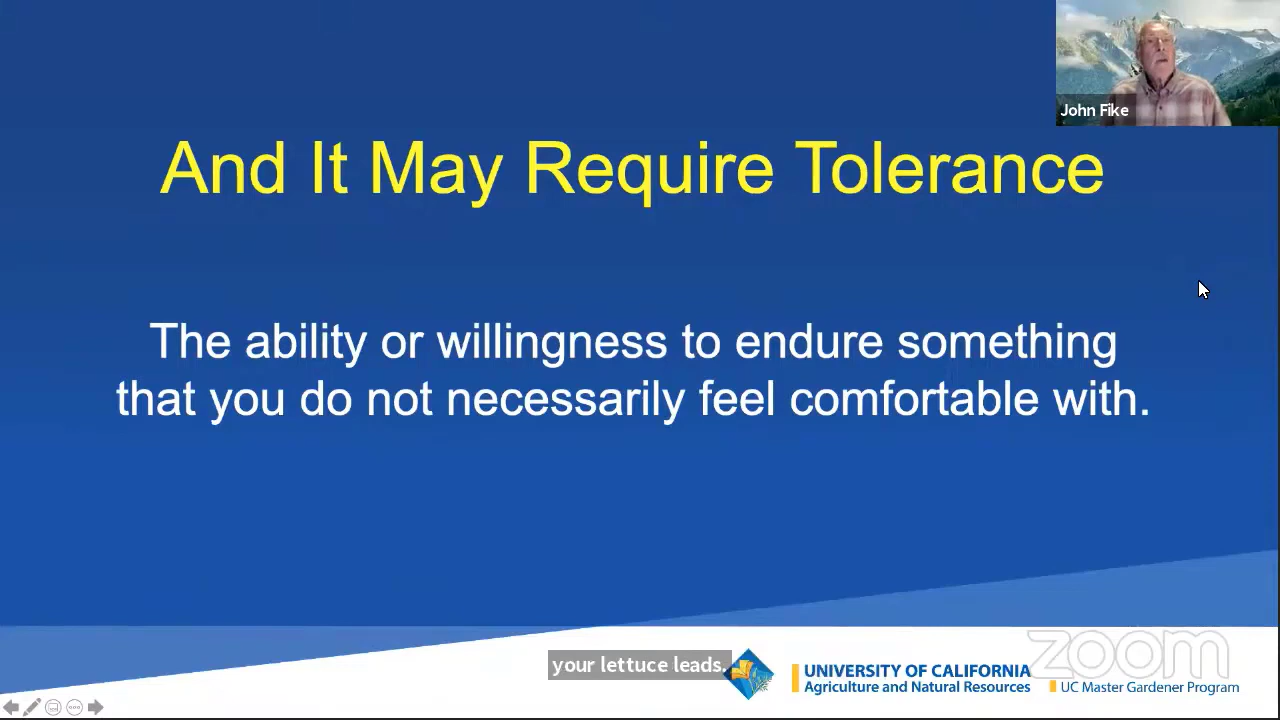 John Fike
And It May Require Tolerance
The ability or willingness to endure something
that you do not necessarily feel comfortable with.
your lettuce leads.
UNIVERSITY OF CALIFORNIA
Agriculture and Natural Resources
UC Master Gardener Program
zoom